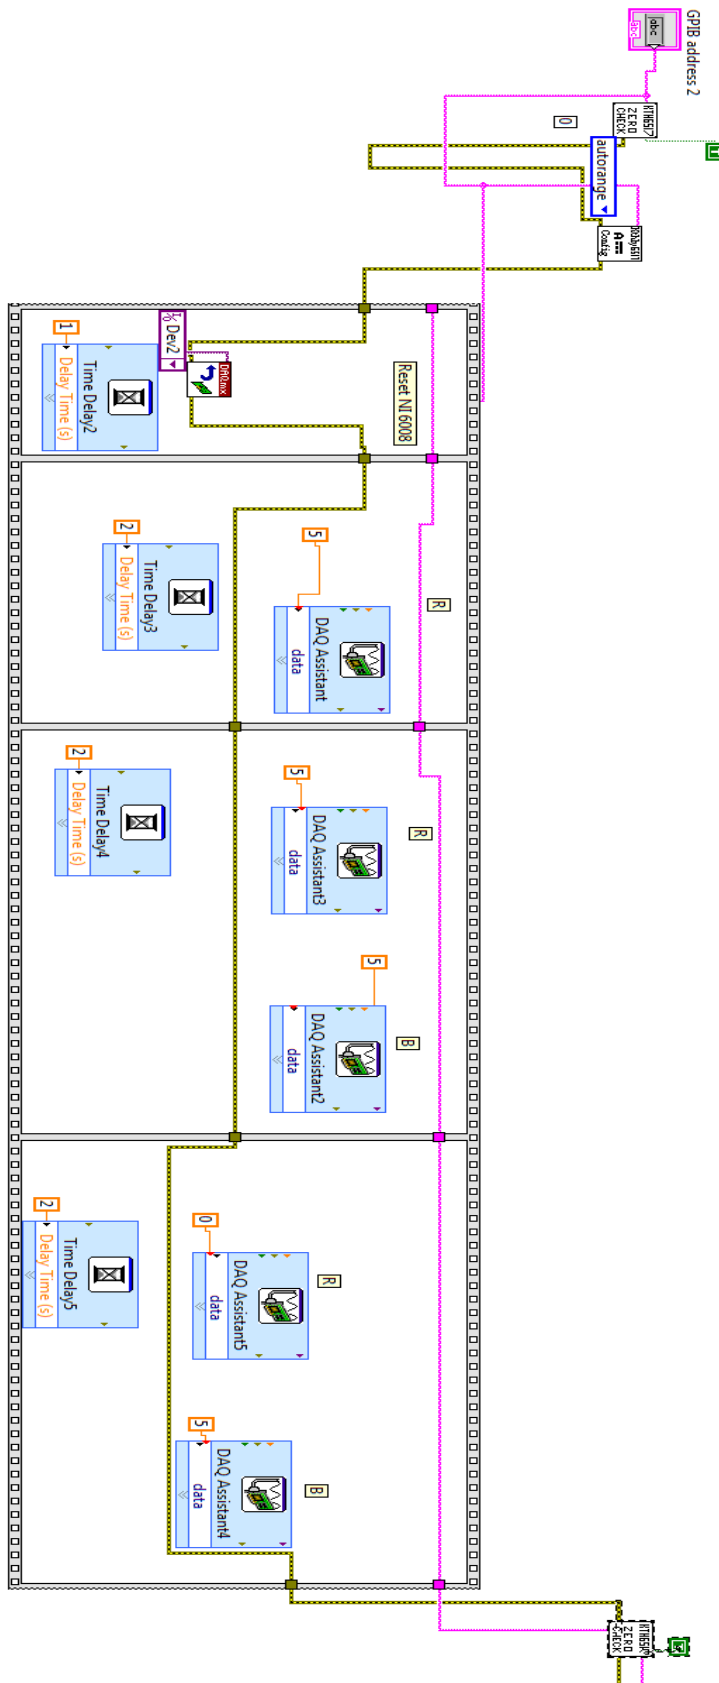 GPIB address 2
abc
abc
KTH6517
ZERO
CHECK
0
autorange
Config
Reset NI 6008
Dev2
DAQmx
1
Time Delay2
Delay Time (s)
R
5
DAQ Assistant
data
2
Time Delay3
Delay Time (s)
R
5
DAQ Assistant3
data
B
5
DAQ Assistant2
data
2
Time Delay4
Delay Time (s)
R
0
DAQ Assistant5
data
B
5
DAQ Assistant4
data
2
Time Delay5
Delay Time (s)
ZERO
CHECK